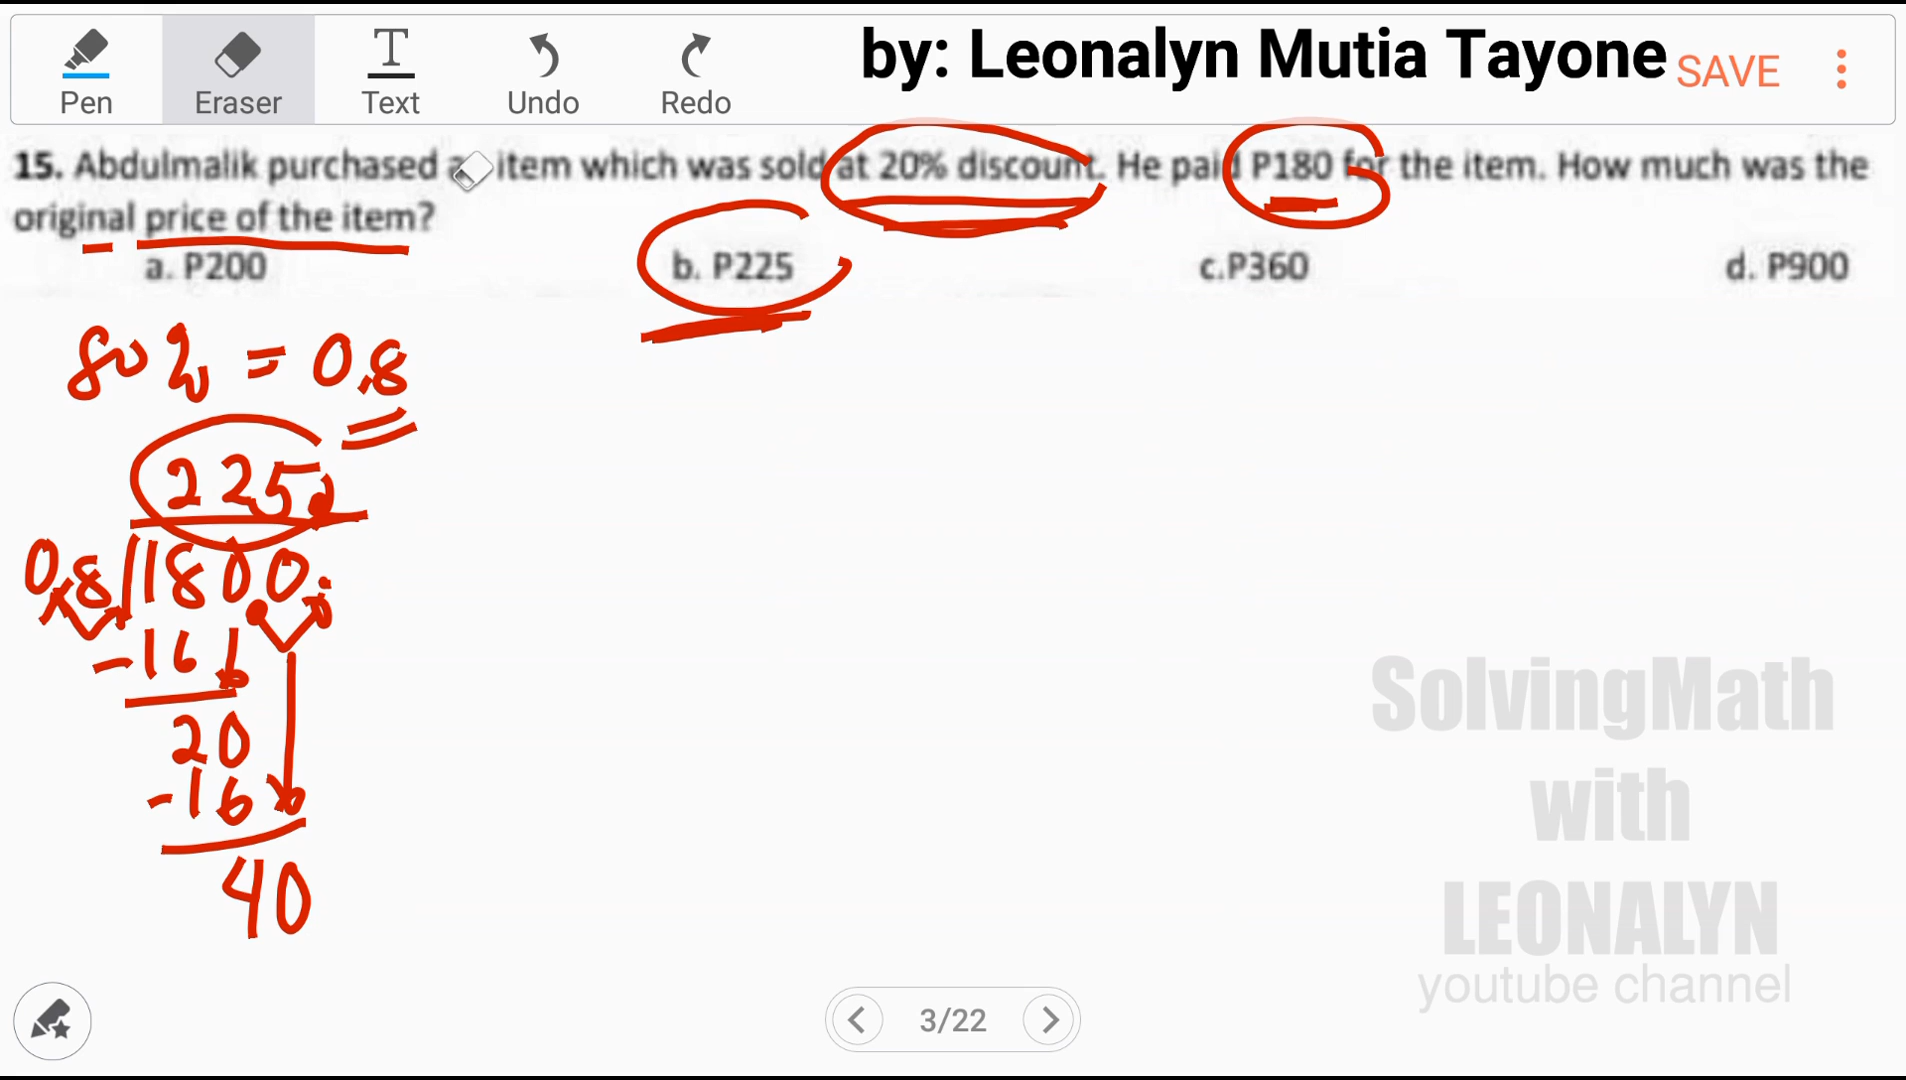 by: Leonalyn Mutia Tayone
SAVE
Pen
Eraser
Text
Undo
Redo
15. Abdulmalik purchased item which was sold at 20% discount. He paid P180 for the item. How much was the
original price of the item?
a. P200
b. P225
c.P360
d. P900
80% = 0.8
225.
0.8 1800.
-16
20
-16
40
SolvingMath
with
LEONALYN
youtube channel
3/22